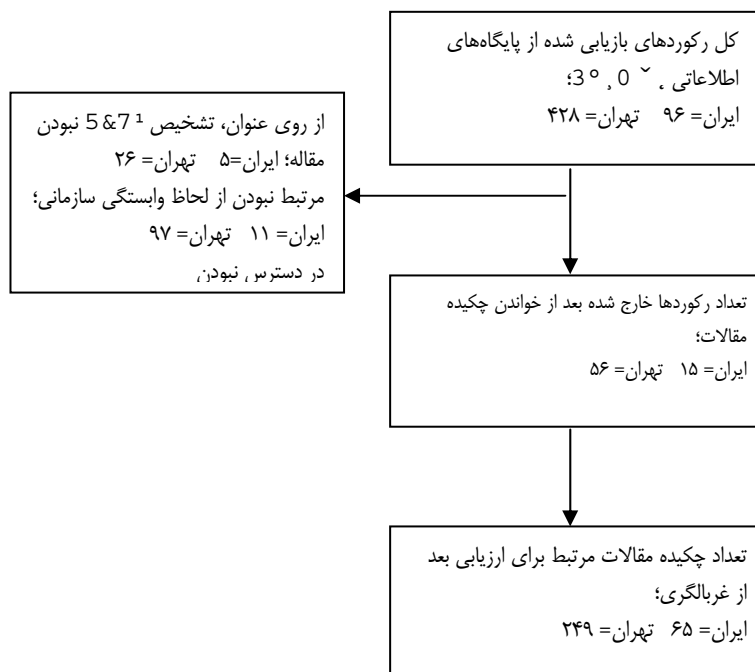 کل رکوردهای بازیابی شده از پایگاه‌های
اطلاعاتی
ایران= ۹۶ تهران= ۴۲۸
از روی عنوان، تشخیص 5&7¹ نبودن
مقاله؛ ایران=۵ تهران= ۲۶
مرتبط نبودن از لحاظ وابستگی سازمانی؛
ایران= ۱۱ تهران= ۹۷
در دسترس نبودن
تعداد رکوردها خارج شده بعد از خواندن چکیده
مقالات؛
ایران= ۱۵ تهران= ۵۶
تعداد چکیده مقالات مرتبط برای ارزیابی بعد
از غربالگری؛
ایران= ۶۵ تهران= ۲۴۹